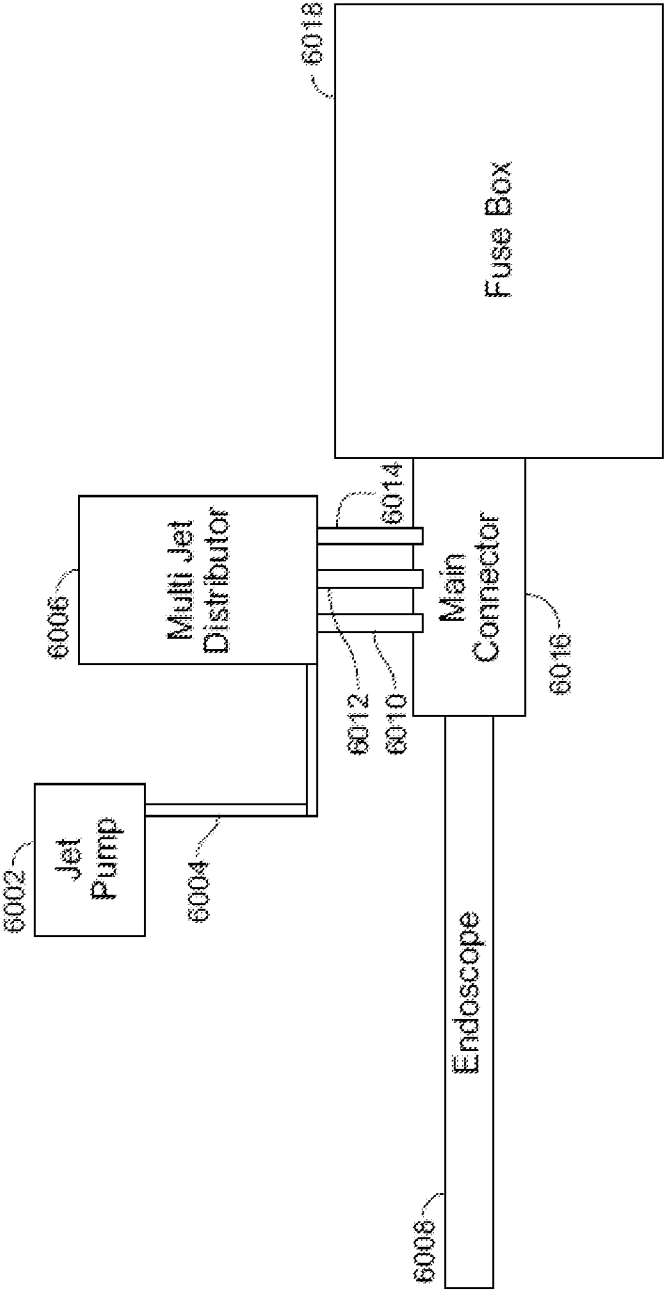 6002
Jet
Pump
6004
6006
Multi Jet
Distributor
6012
6010
6014
6018
Fuse Box
Main
Connector
6016
6008
Endoscope